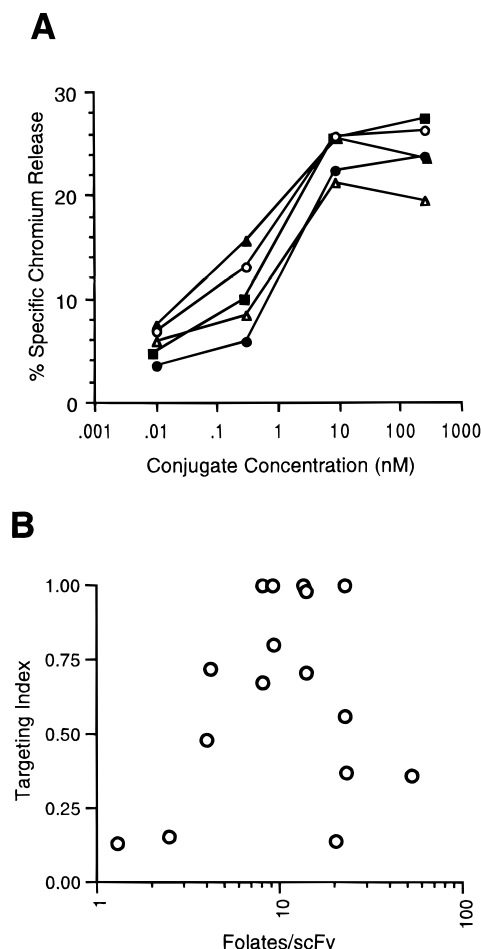 A
30
20
10
0
% Specific Chromium Release
.001 .01 .1 1 10 100 1000
Conjugate Concentration (nM)
B
1.00
0.75
0.50
0.25
0.00
Targeting Index
1 10 100
Folates/scFv